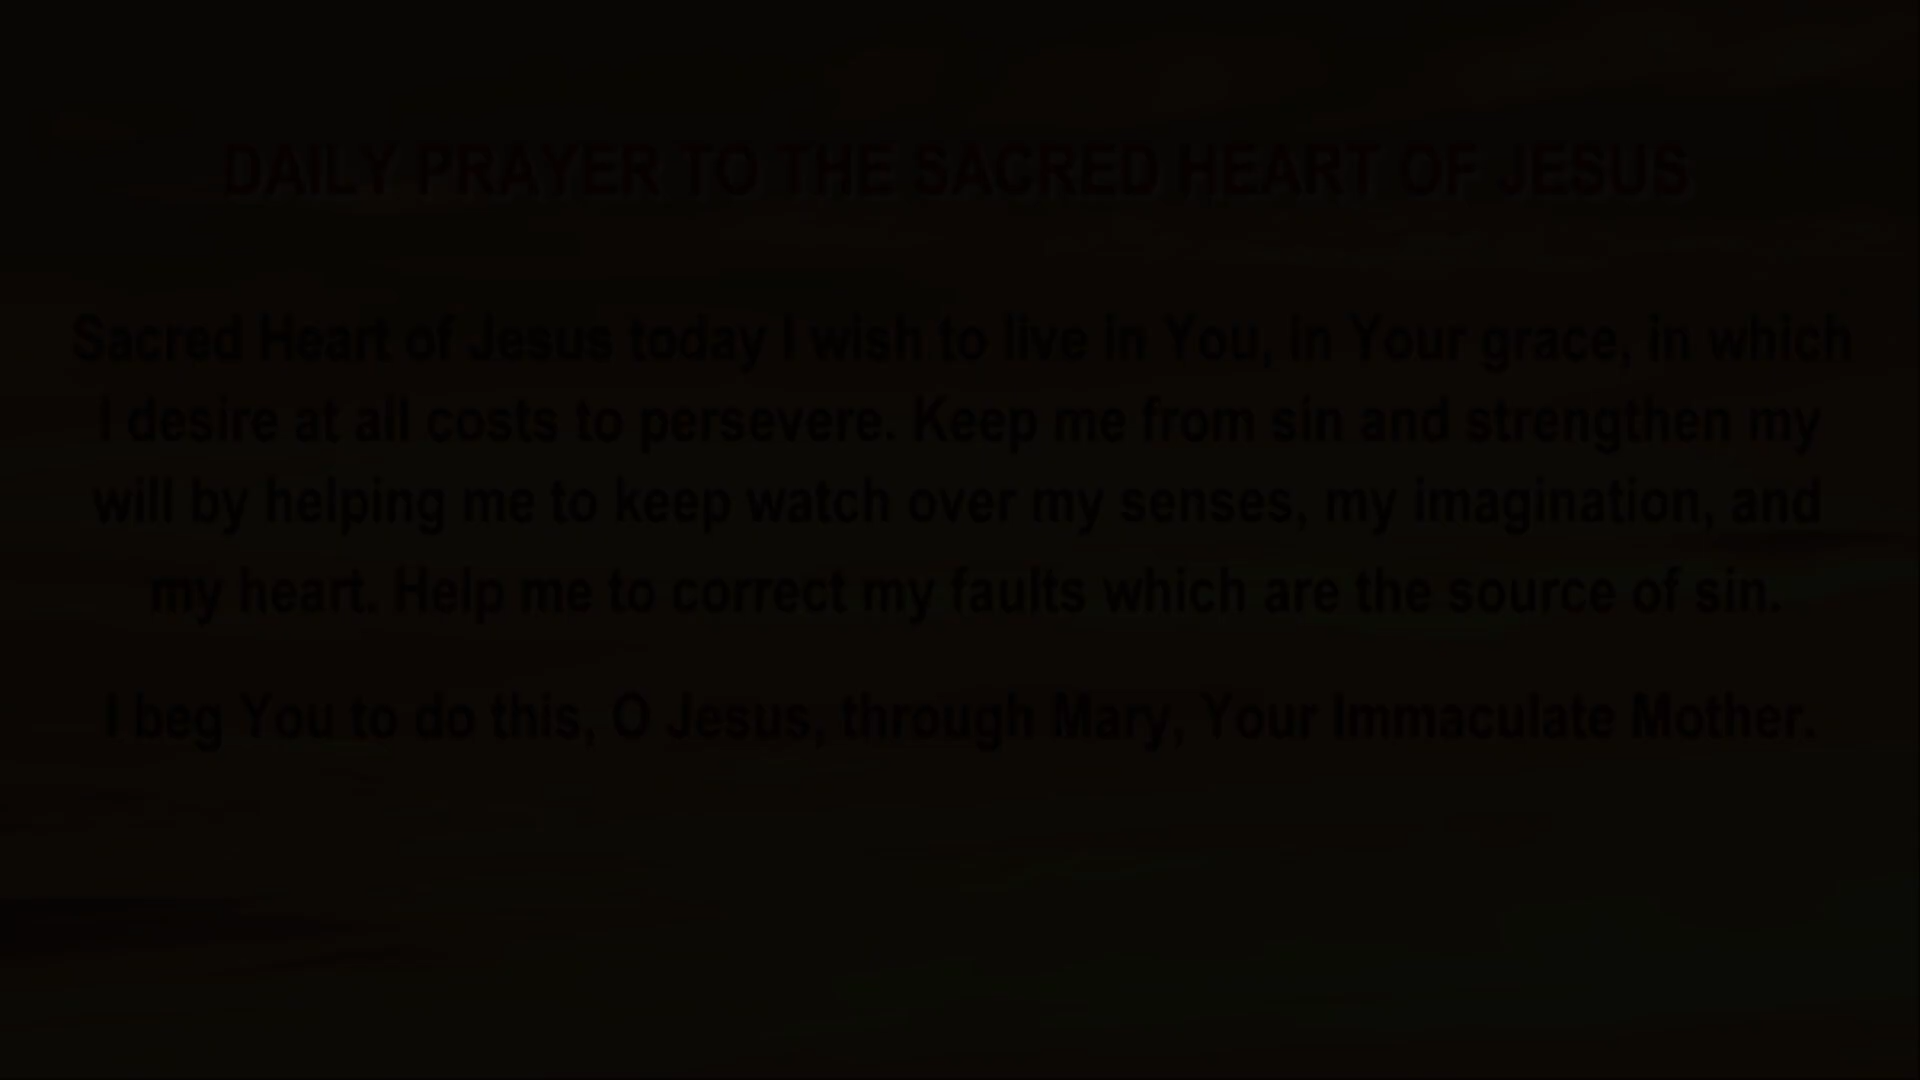 DAILY PRAYER TO THE SACRED HEART OF JESUS
Sacred Heart of Jesus today I wish to live in You, in Your grace, in which
I desire at all costs to persevere. Keep me from sin and strengthen my
will by helping me to keep watch over my senses, my imagination, and
my heart. Help me to correct my faults which are the source of sin.
I beg You to do this, O Jesus, through Mary, Your Immaculate Mother.